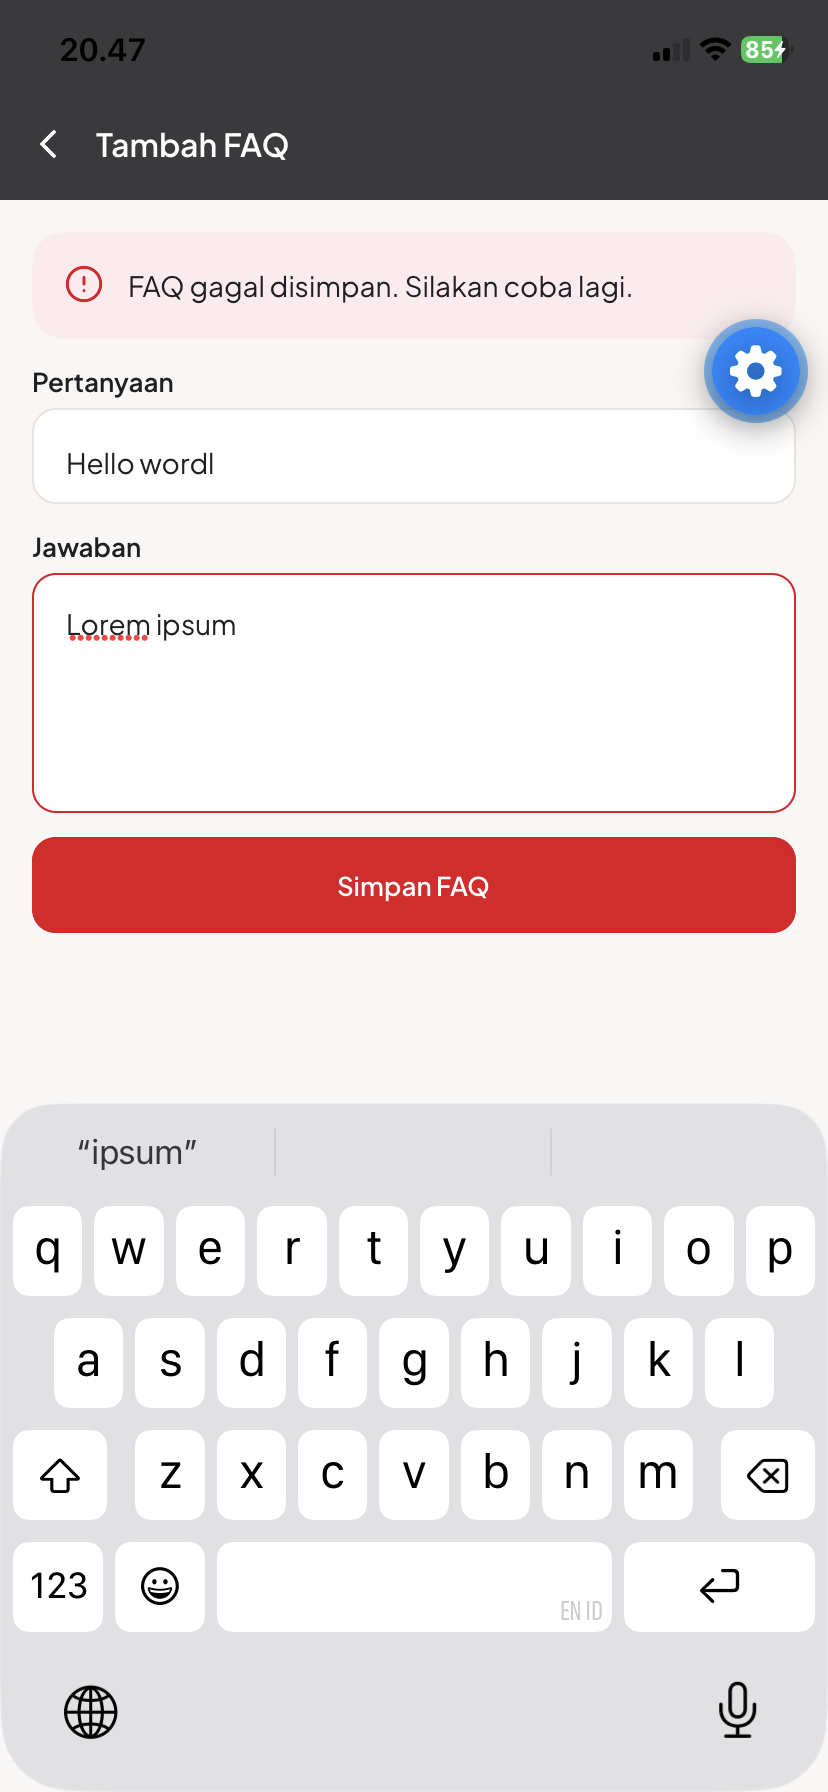 20.47
85
Tambah FAQ
FAQ gagal disimpan. Silakan coba lagi.
Pertanyaan
Hello wordl
Jawaban
Lorem ipsum
Simpan FAQ
“ipsum”
q w e r t y u i o p
a s d f g h j k l
z x c v b n m
123
EN ID